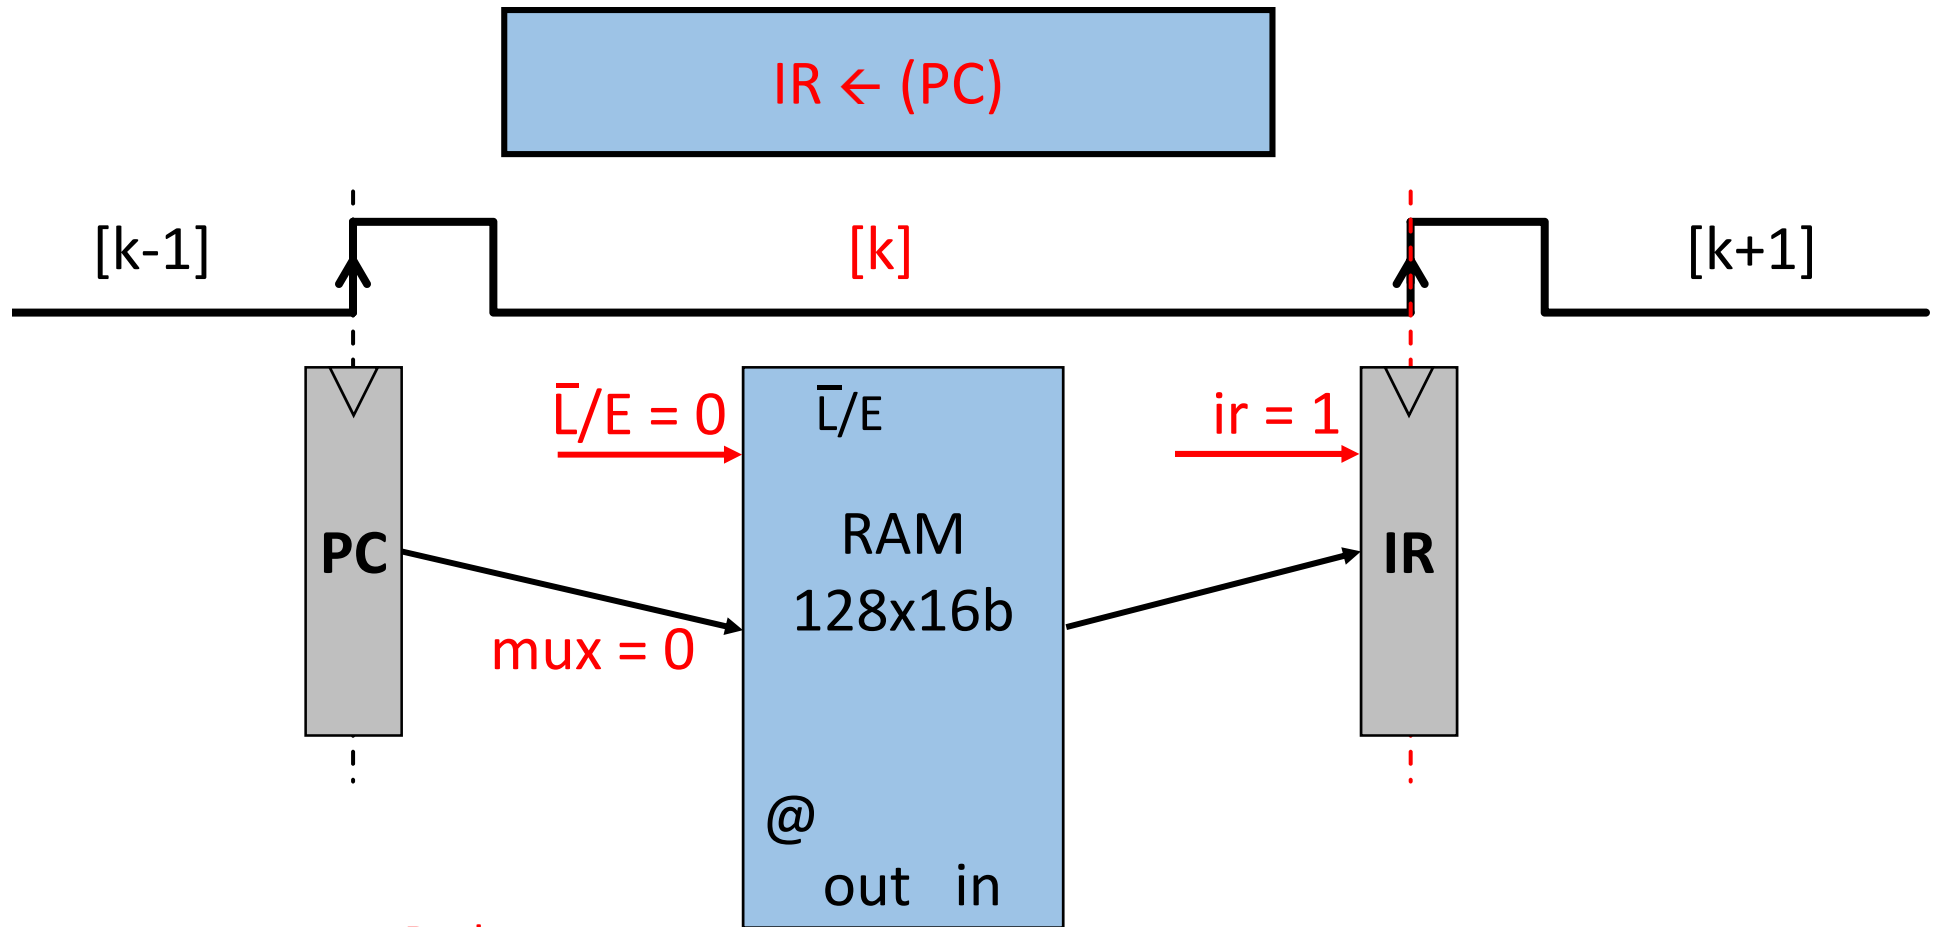 IR ← (PC)
[k-1]
[k]
[k+1]
L̅/E = 0
L̅/E
ir = 1
PC
RAM
128x16b
IR
mux = 0
@
out in